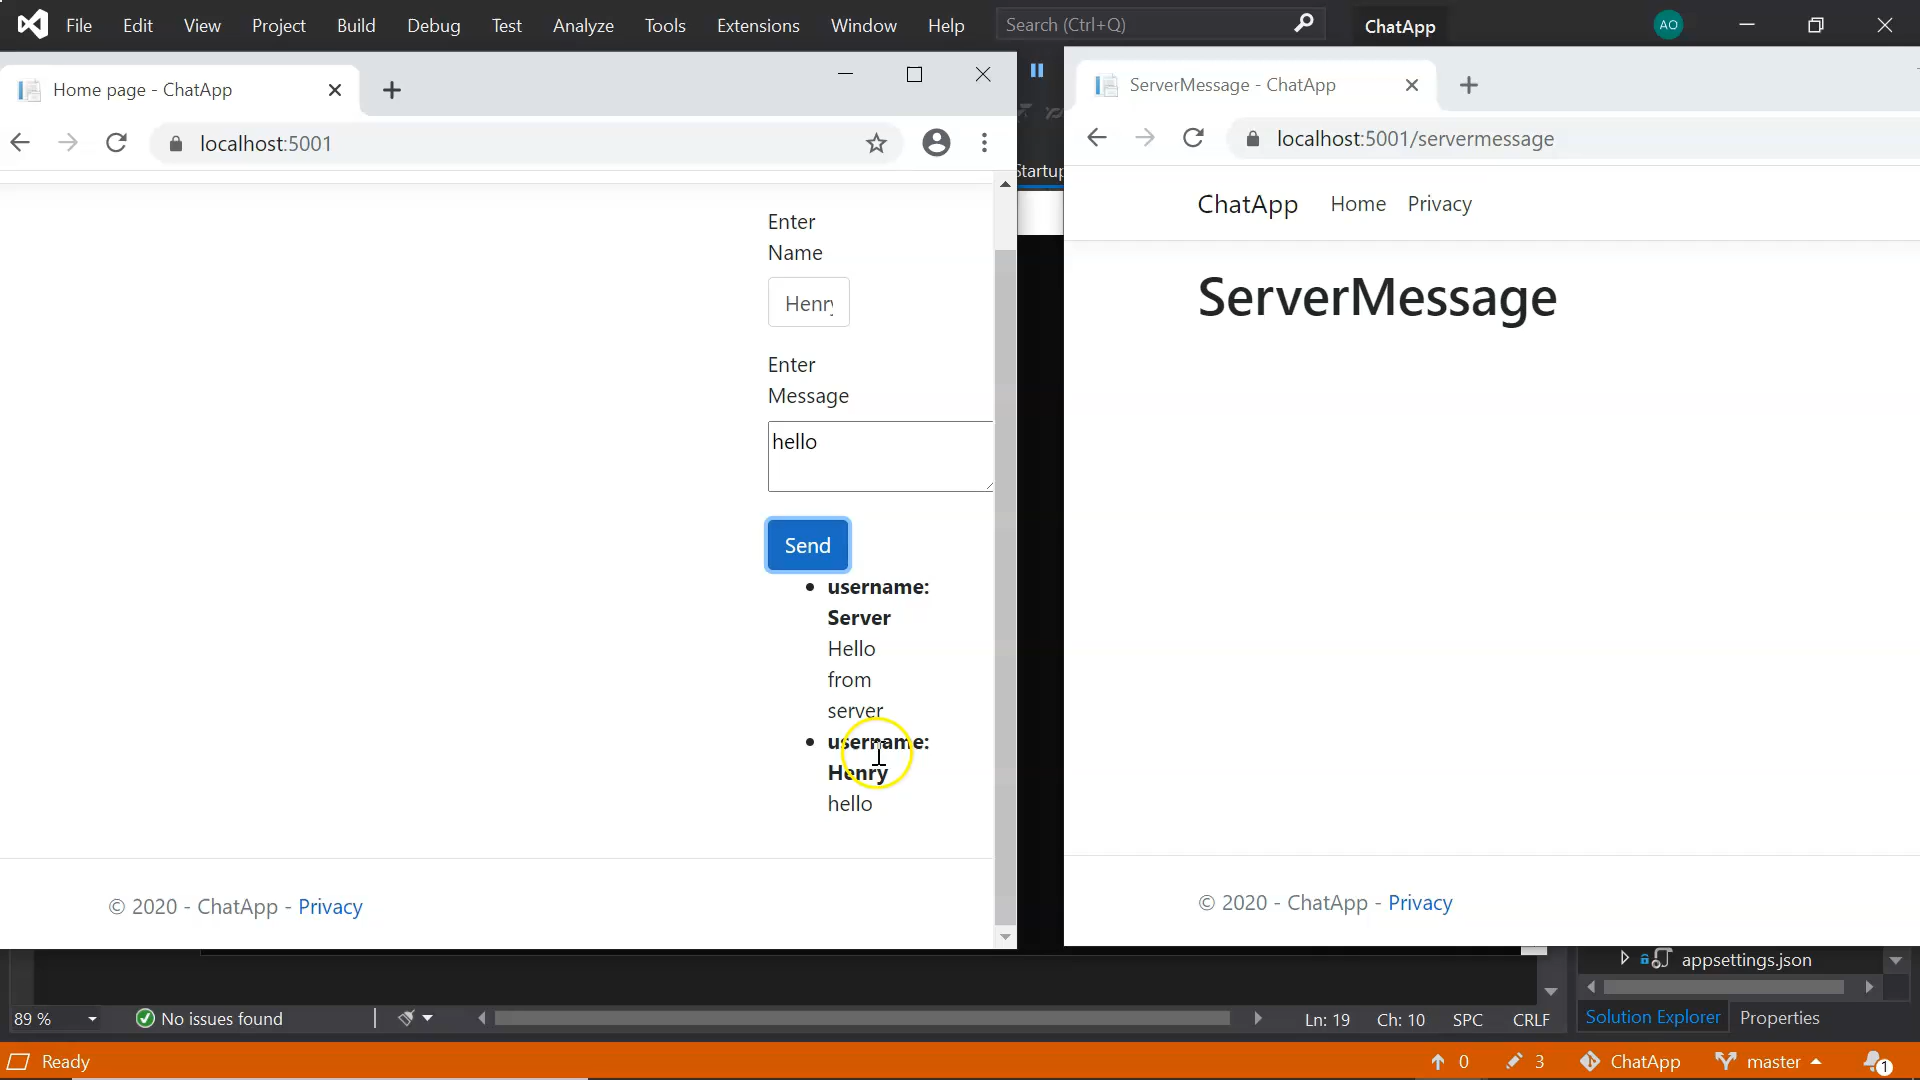 File Edit View Project Build Debug Test Analyze Tools Extensions Window Help Search (Ctrl+Q) ChatApp AO
Home page - ChatApp
localhost:5001
Enter
Name
Henry
Enter
Message
hello
Send
username:
Server
Hello
from
server
username:
Henry
hello
© 2020 - ChatApp - Privacy
Startup
ServerMessage - ChatApp
localhost:5001/servermessage
ChatApp Home Privacy
ServerMessage
© 2020 - ChatApp - Privacy
appsettings.json
89 % No issues found Ln: 19 Ch: 10 SPC CRLF
Solution Explorer Properties
Ready 0 3 ChatApp master 1